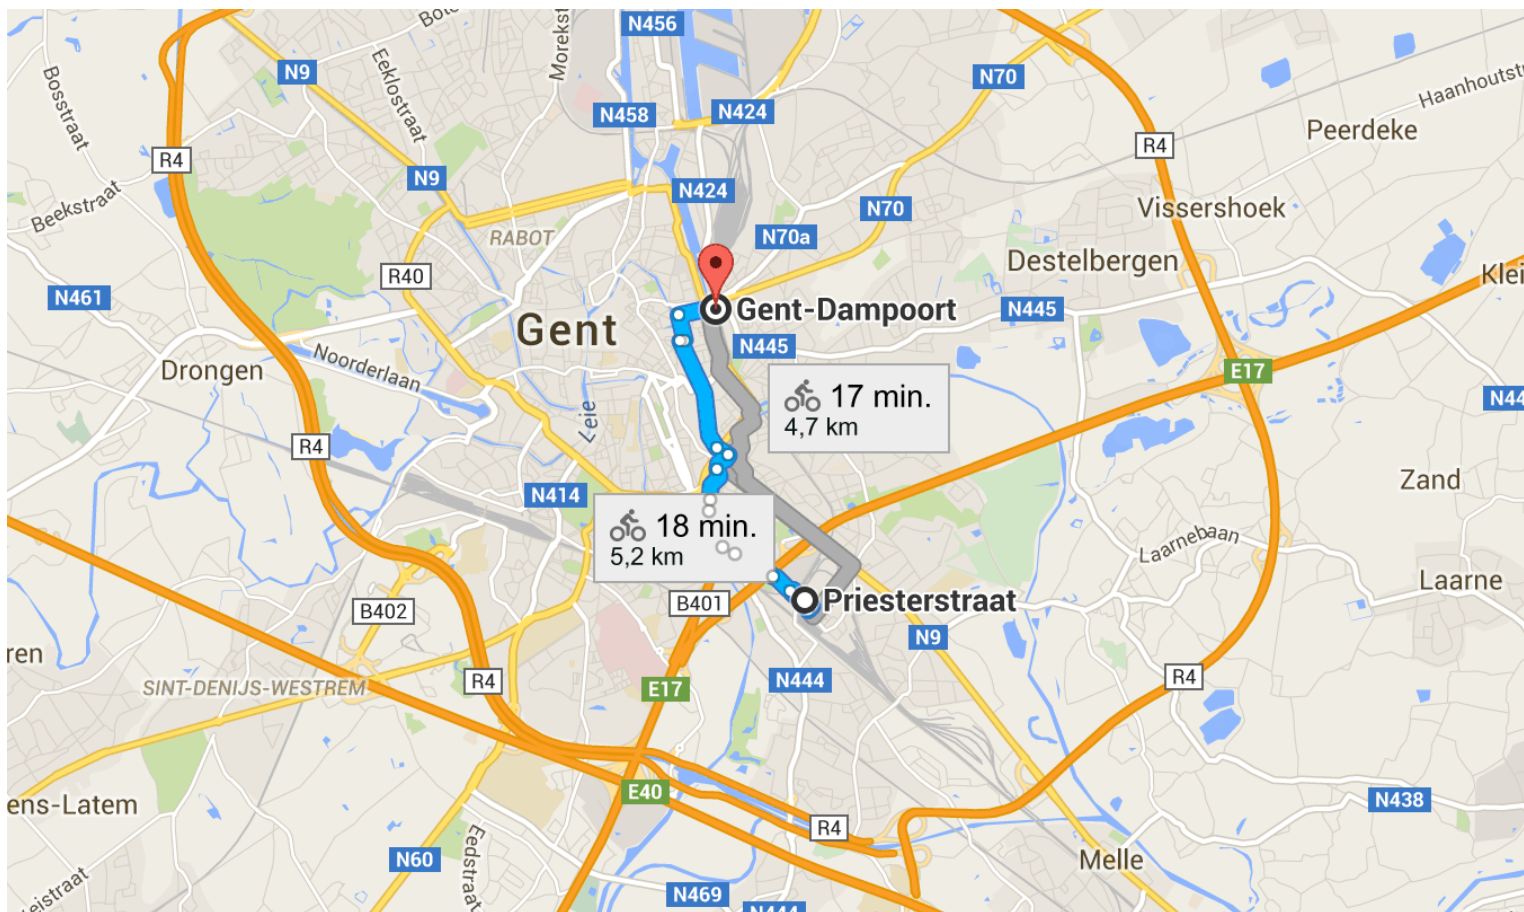 N456
Morekst
N9
Eeklostraat
Bosstraat
N70
Haanhoutstr
N458
N424
Peerdeke
R4
R4
N9
N424
Beekstraat
N70
Vissershoek
RABOT
N70a
R40
Destelbergen
Klei
N461
Gent-Dampoort
N445
Gent
N445
Drongen
Noorderlaan
E17
17 min.
4,7 km
N44
Leie
R4
Zand
N414
18 min.
5,2 km
Laarnebaan
Laarne
B402
B401
Priesterstraat
N9
ren
SINT-DENIJS-WESTREM
R4
E17
N444
R4
E40
ens-Latem
N438
R4
Eedstraat
N60
Melle
eistraat
N469
N444